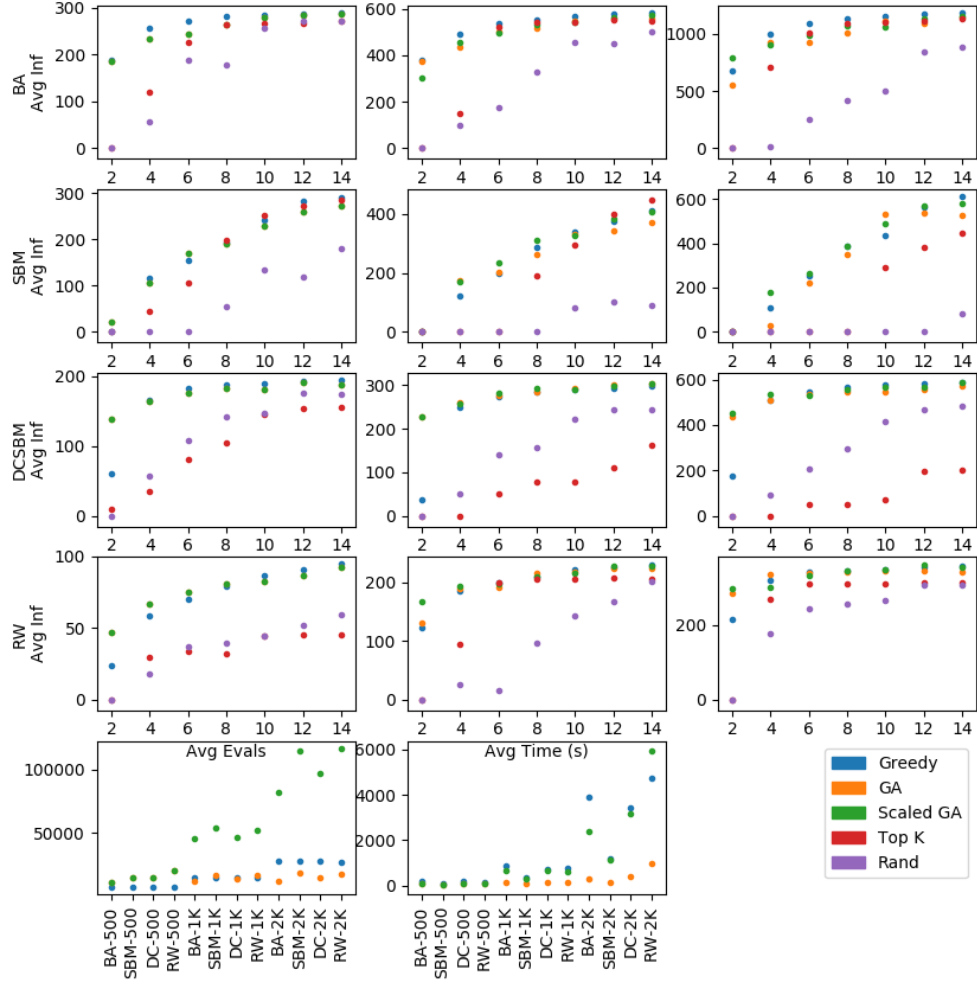 300
200
100
0
BA
Avg Inf
2 4 6 8 10 12 14
600
400
200
0
2 4 6 8 10 12 14
1000
500
0
2 4 6 8 10 12 14
300
200
100
0
SBM
Avg Inf
2 4 6 8 10 12 14
400
200
0
2 4 6 8 10 12 14
600
400
200
0
2 4 6 8 10 12 14
200
100
0
DCSBM
Avg Inf
2 4 6 8 10 12 14
300
200
100
0
2 4 6 8 10 12 14
600
400
200
0
2 4 6 8 10 12 14
100
50
0
RW
Avg Inf
2 4 6 8 10 12 14
200
100
0
2 4 6 8 10 12 14
200
0
2 4 6 8 10 12 14
Avg Evals
100000
50000
BA-500
SBM-500
DC-500
RW-500
BA-1K
SBM-1K
DC-1K
RW-1K
BA-2K
SBM-2K
DC-2K
RW-2K
Avg Time (s)
6000
4000
2000
0
BA-500
SBM-500
DC-500
RW-500
BA-1K
SBM-1K
DC-1K
RW-1K
BA-2K
SBM-2K
DC-2K
RW-2K
Greedy
GA
Scaled GA
Top K
Rand